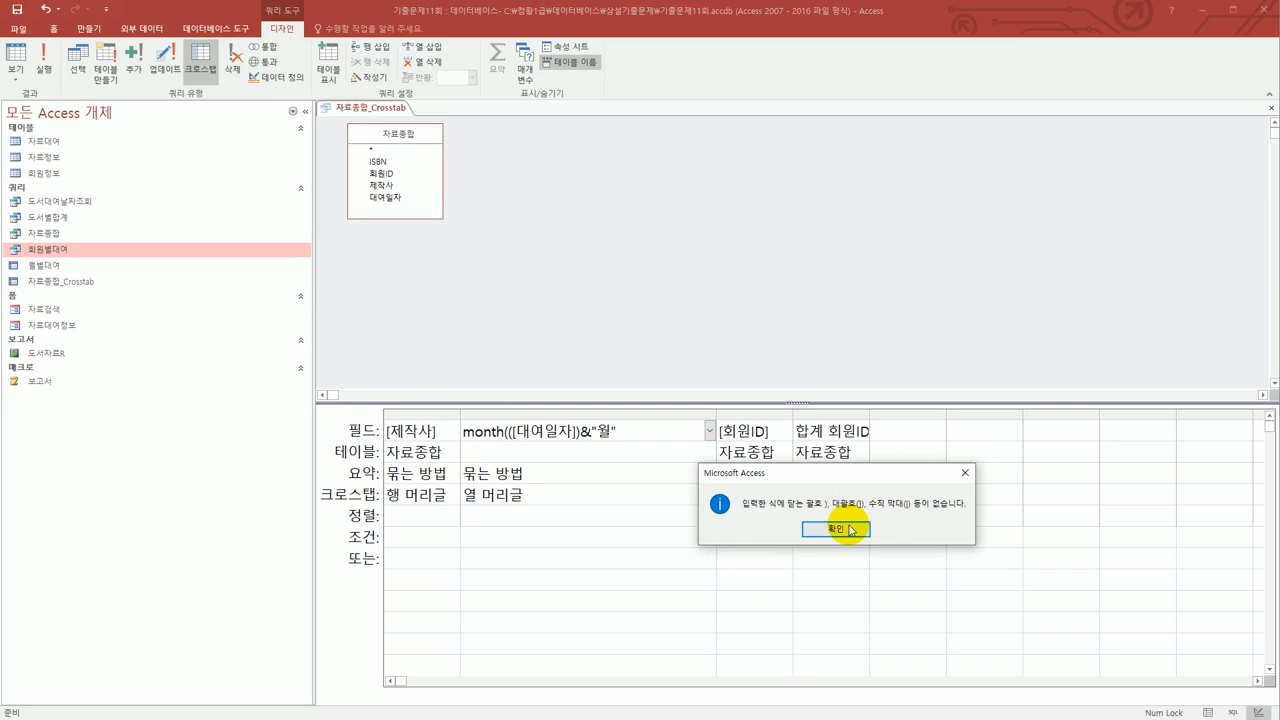 쿼리 도구
기출문제11회 : 데이터베이스- C:₩컴활1급₩데이터베이스₩상설기출문제₩기출문제11회.accdb (Access 2007 - 2016 파일 형식) - Access
파일 홈 만들기 외부 데이터 데이터베이스 도구 디자인 수행할 작업을 알려 주세요.
보기 실행 선택 테이블 만들기 추가 업데이트 크로스탭 삭제
통합
통과
데이터 정의
테이블 표시
행 삽입
행 삭제
작성기
열 삽입
열 삭제
반환:
요약 매개 변수
속성 시트
테이블 이름
결과 쿼리 유형 쿼리 설정 표시/숨기기
모든 Access 개체
테이블
자료대여
자료정보
회원정보
쿼리
도서대여날짜조회
도서별합계
자료종합
회원별대여
월별대여
자료종합_Crosstab
폼
자료검색
자료대여정보
보고서
도서자료R
매크로
보고서
자료종합_Crosstab
자료종합
*
ISBN
회원ID
제작사
대여일자
필드: [제작사] month(([대여일자])&"월" [회원ID] 합계 회원ID
테이블: 자료종합 자료종합 자료종합
요약: 묶는 방법 묶는 방법
크로스탭: 행 머리글 열 머리글
정렬:
조건:
또는:
Microsoft Access
입력한 식에 닫는 괄호 ), 대괄호(]), 수직 막대(|) 등이 없습니다.
확인
준비
Num Lock
SQL